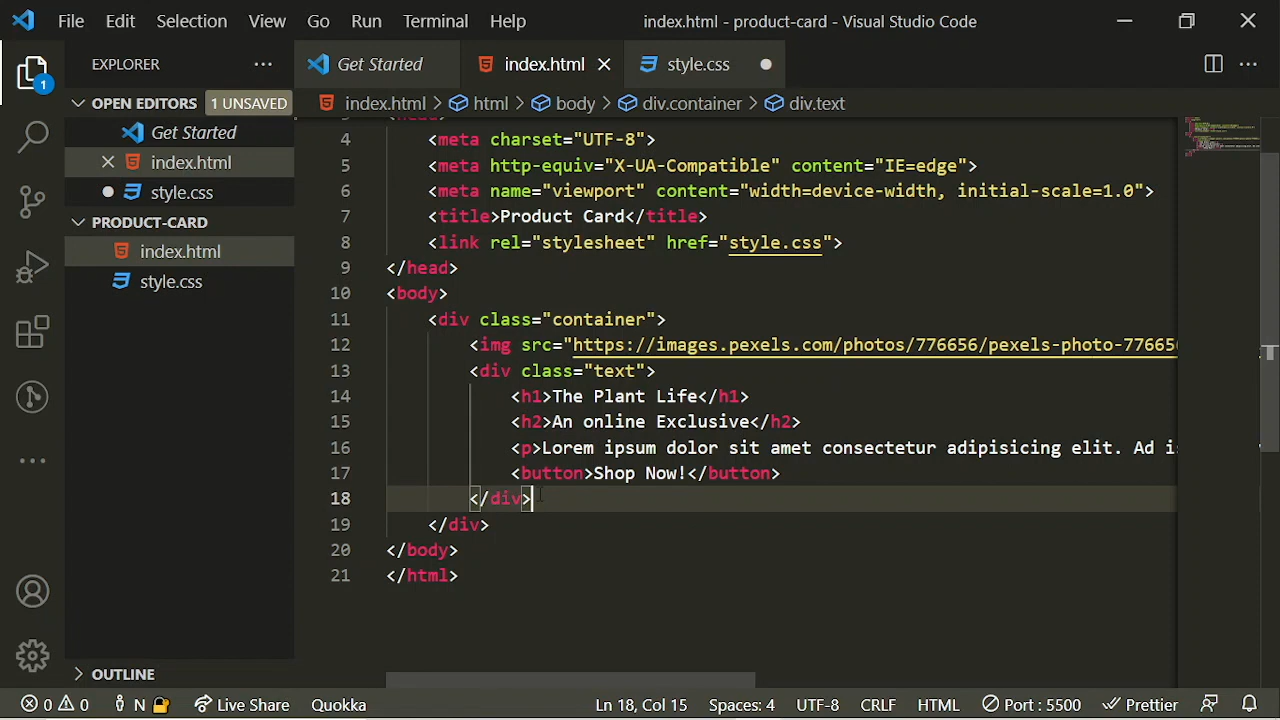 File Edit Selection View Go Run Terminal Help index.html - product-card - Visual Studio Code
EXPLORER
Get Started
index.html
style.css
OPEN EDITORS 1 UNSAVED
index.html > html > body > div.container > div.text
Get Started
index.html
style.css
PRODUCT-CARD
index.html
style.css
1
4 <meta charset="UTF-8">
5 <meta http-equiv="X-UA-Compatible" content="IE=edge">
6 <meta name="viewport" content="width=device-width, initial-scale=1.0">
7 <title>Product Card</title>
8 <link rel="stylesheet" href="style.css">
9 </head>
10 <body>
11 <div class="container">
12 <img src="https://images.pexels.com/photos/776656/pexels-photo-77665
13 <div class="text">
14 <h1>The Plant Life</h1>
15 <h2>An online Exclusive</h2>
16 <p>Lorem ipsum dolor sit amet consectetur adipisicing elit. Ad is
17 <button>Shop Now!</button>
18 </div>
19 </div>
20 </body>
21 </html>
OUTLINE
0 0 N Live Share Quokka Ln 18, Col 15 Spaces: 4 UTF-8 CRLF HTML Port : 5500 Prettier